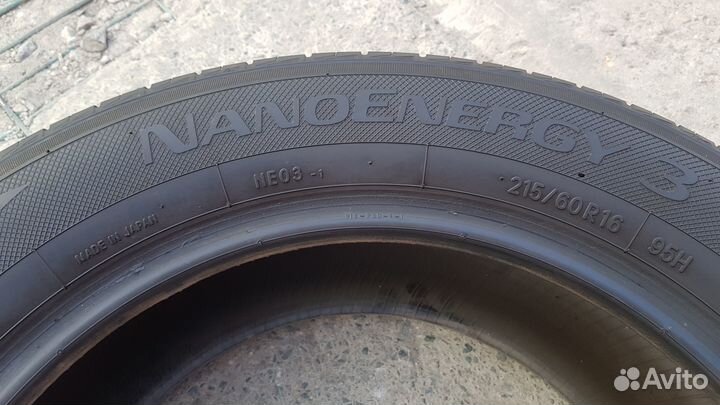 NANOENERGY 3
NE03 -1
215/60R16
95H
MADE IN JAPAN
Avito